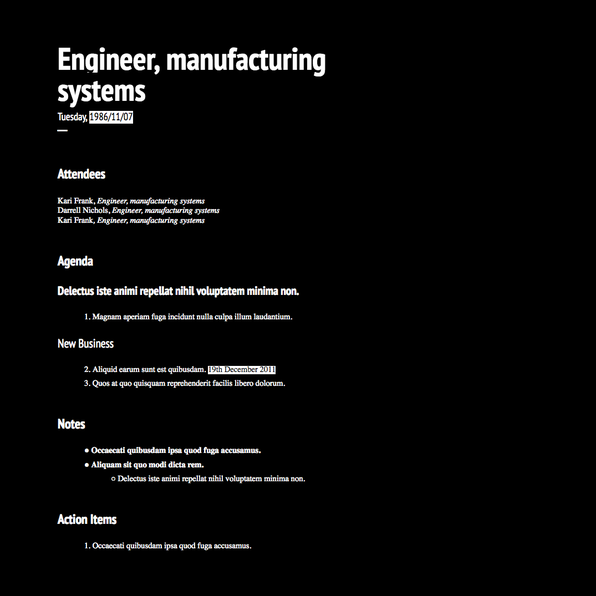 Engineer, manufacturing
systems
Tuesday, 1986/11/07
Attendees
Kari Frank, Engineer, manufacturing systems
Darrell Nichols, Engineer, manufacturing systems
Kari Frank, Engineer, manufacturing systems
Agenda
Delectus iste animi repellat nihil voluptatem minima non.
1. Magnam aperiam fuga incidunt nulla culpa illum laudantium.
New Business
2. Aliquid earum sunt est quibusdam. 19th December 2011
3. Quos at quo quisquam reprehenderit facilis libero dolorum.
Notes
● Occaecati quibusdam ipsa quod fuga accusamus.
● Aliquam sit quo modi dicta rem.
○ Delectus iste animi repellat nihil voluptatem minima non.
Action Items
1. Occaecati quibusdam ipsa quod fuga accusamus.